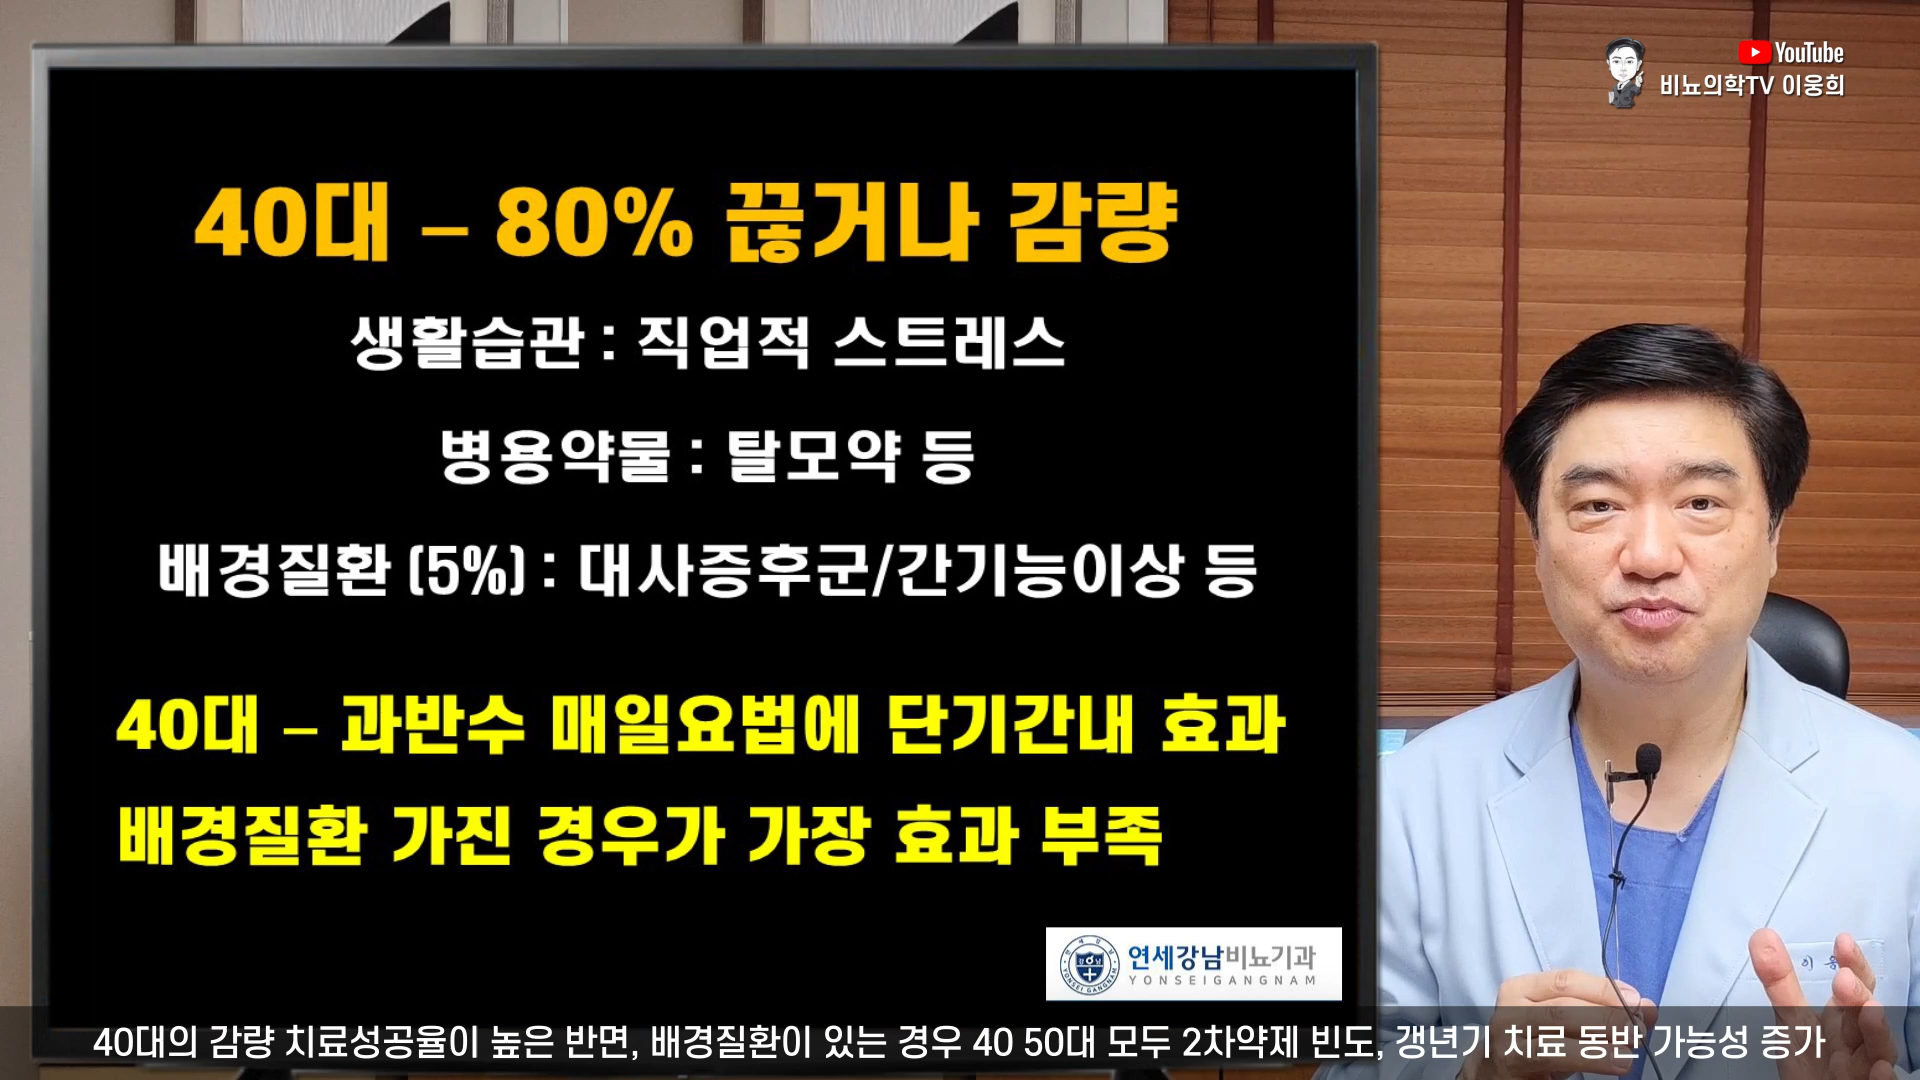 YouTube
비뇨의학TV 이웅희
40대 – 80% 끊거나 감량
생활습관 : 직업적 스트레스
병용약물 : 탈모약 등
배경질환 (5%) : 대사증후군/간기능이상 등
40대 – 과반수 매일요법에 단기간내 효과
배경질환 가진 경우가 가장 효과 부족
연세강남비뇨기과
YONSEIGANGNAM
40대의 감량 치료성공율이 높은 반면, 배경질환이 있는 경우 40 50대 모두 2차약제 빈도, 갱년기 치료 동반 가능성 증가